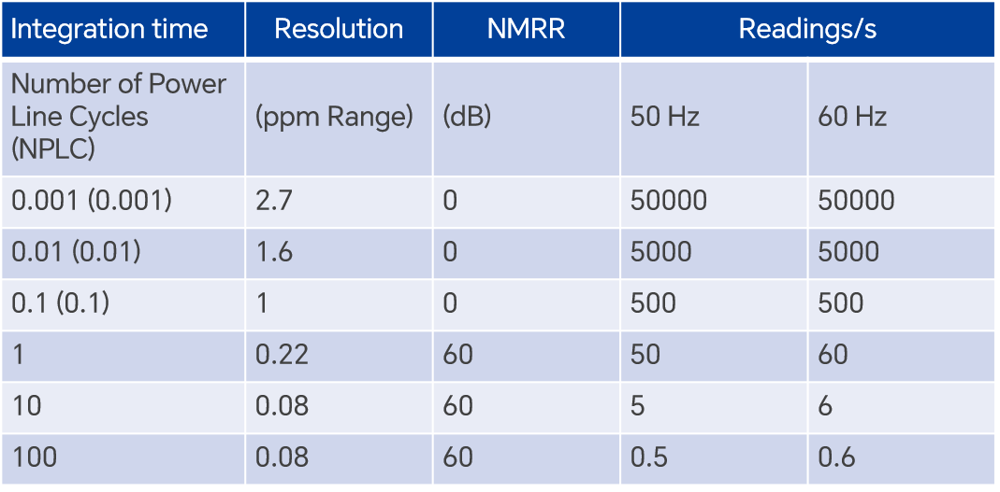 Integration time Resolution NMRR Readings/s
Number of Power
Line Cycles
(NPLC) (ppm Range) (dB) 50 Hz 60 Hz
0.001 (0.001) 2.7 0 50000 50000
0.01 (0.01) 1.6 0 5000 5000
0.1 (0.1) 1 0 500 500
1 0.22 60 50 60
10 0.08 60 5 6
100 0.08 60 0.5 0.6